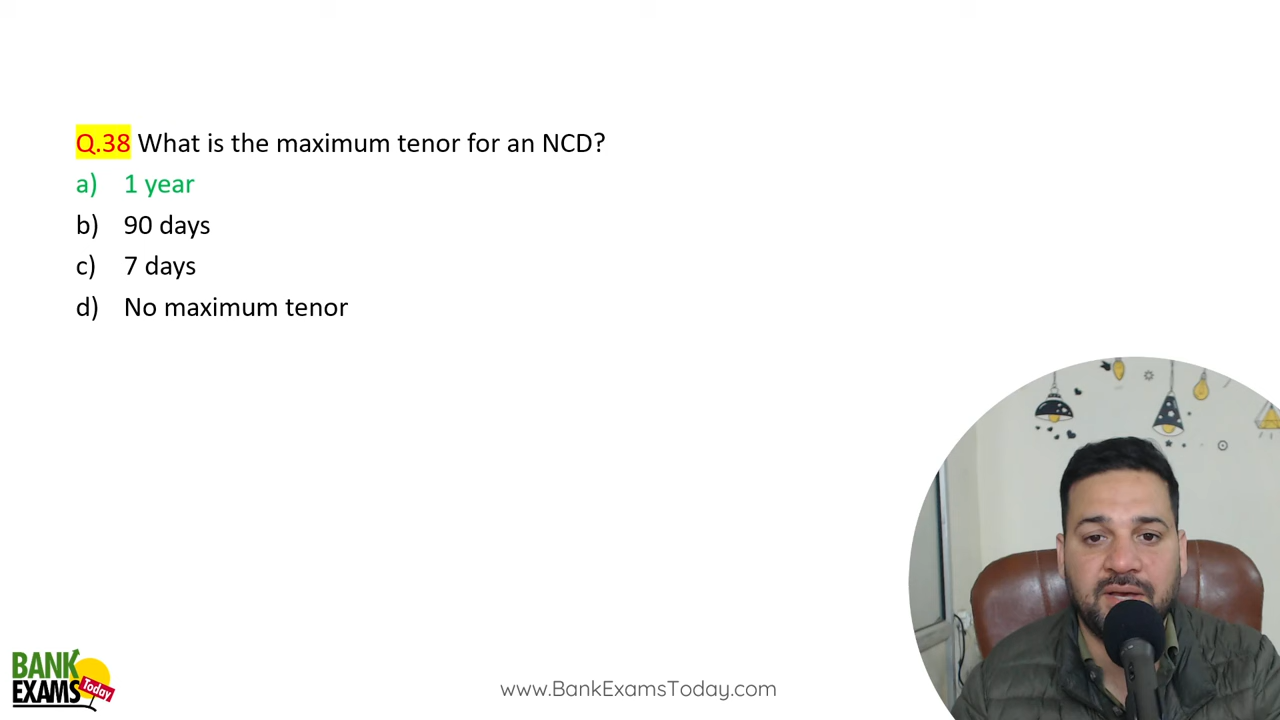 Q.38 What is the maximum tenor for an NCD?
a) 1 year
b) 90 days
c) 7 days
d) No maximum tenor
BANK
EXAMS Today
www.BankExamsToday.com